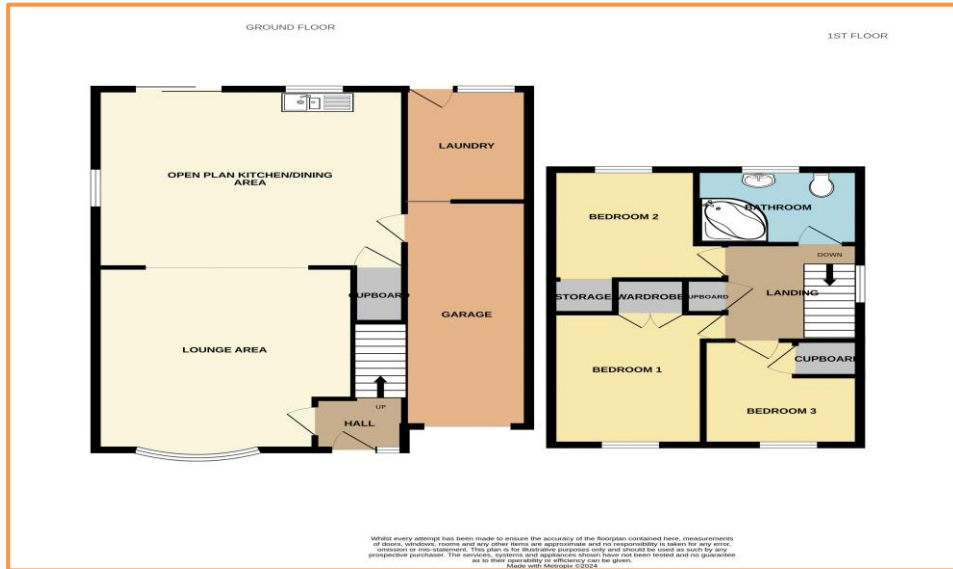 GROUND FLOOR
1ST FLOOR
OPEN PLAN KITCHEN/DINING
AREA
LAUNDRY
CUPBOARD
GARAGE
LOUNGE AREA
UP
HALL
BEDROOM 2
BATHROOM
DOWN
STORAGE
WARDROBE
UPBOARD
LANDING
BEDROOM 1
CUPBOARD
BEDROOM 3
Whilst every attempt has been made to ensure the accuracy of the floorplan contained here, measurements
of doors, windows, rooms and any other items are approximate and no responsibility is taken for any error,
omission or mis-statement. This plan is for illustrative purposes only and should be used as such by any
prospective purchaser. The services, systems and appliances shown have not been tested and no guarantee
as to their operability or efficiency can be given.
Made with Metropix ©2024